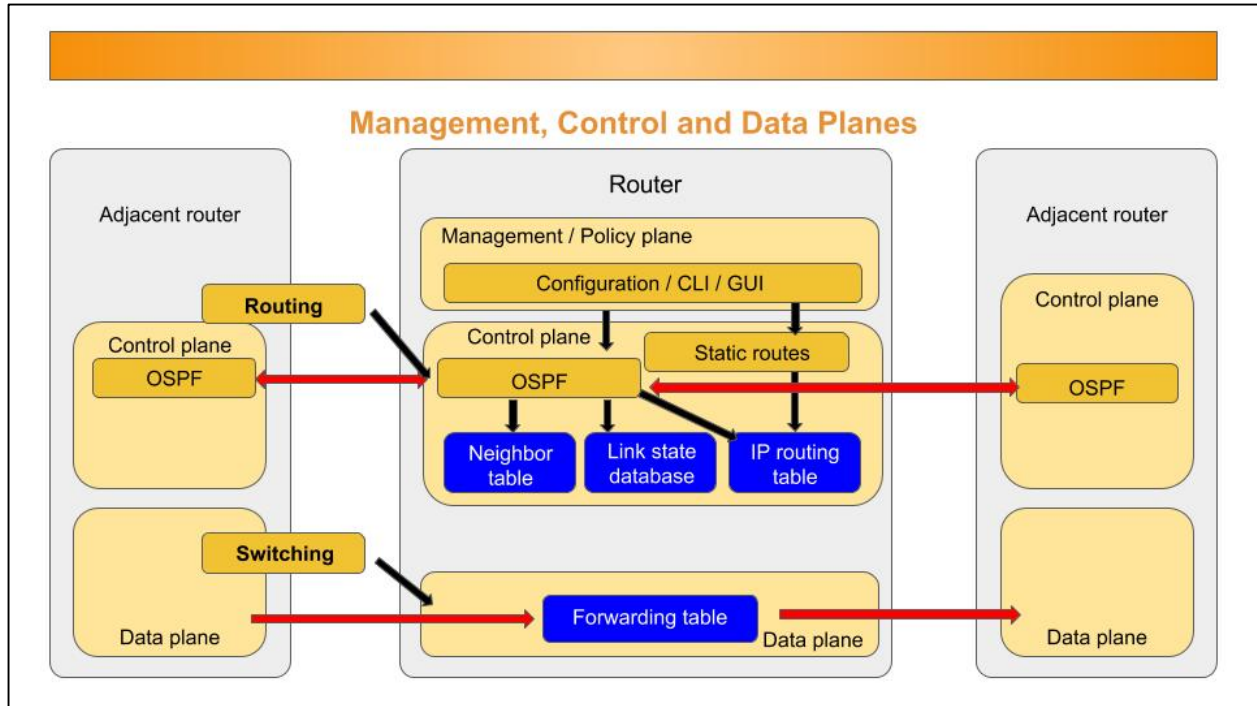 Management, Control and Data Planes
Adjacent router
Routing
Control plane
OSPF
Switching
Data plane
Router
Management / Policy plane
Configuration / CLI / GUI
Control plane
Static routes
OSPF
Neighbor
table
Link state
database
IP routing
table
Forwarding table
Data plane
Adjacent router
Control plane
OSPF
Data plane